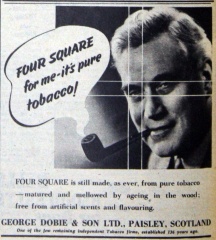 FOUR SQUARE
for me-it's pure
tobacco!
FOUR SQUARE is still made, as ever, from pure tobacco
—matured and mellowed by ageing in the wood;
free from artificial scents and flavouring.
GEORGE DOBIE & SON LTD., PAISLEY, SCOTLAND
One of the few remaining Independent Tobacco firms, established 136 years ago.